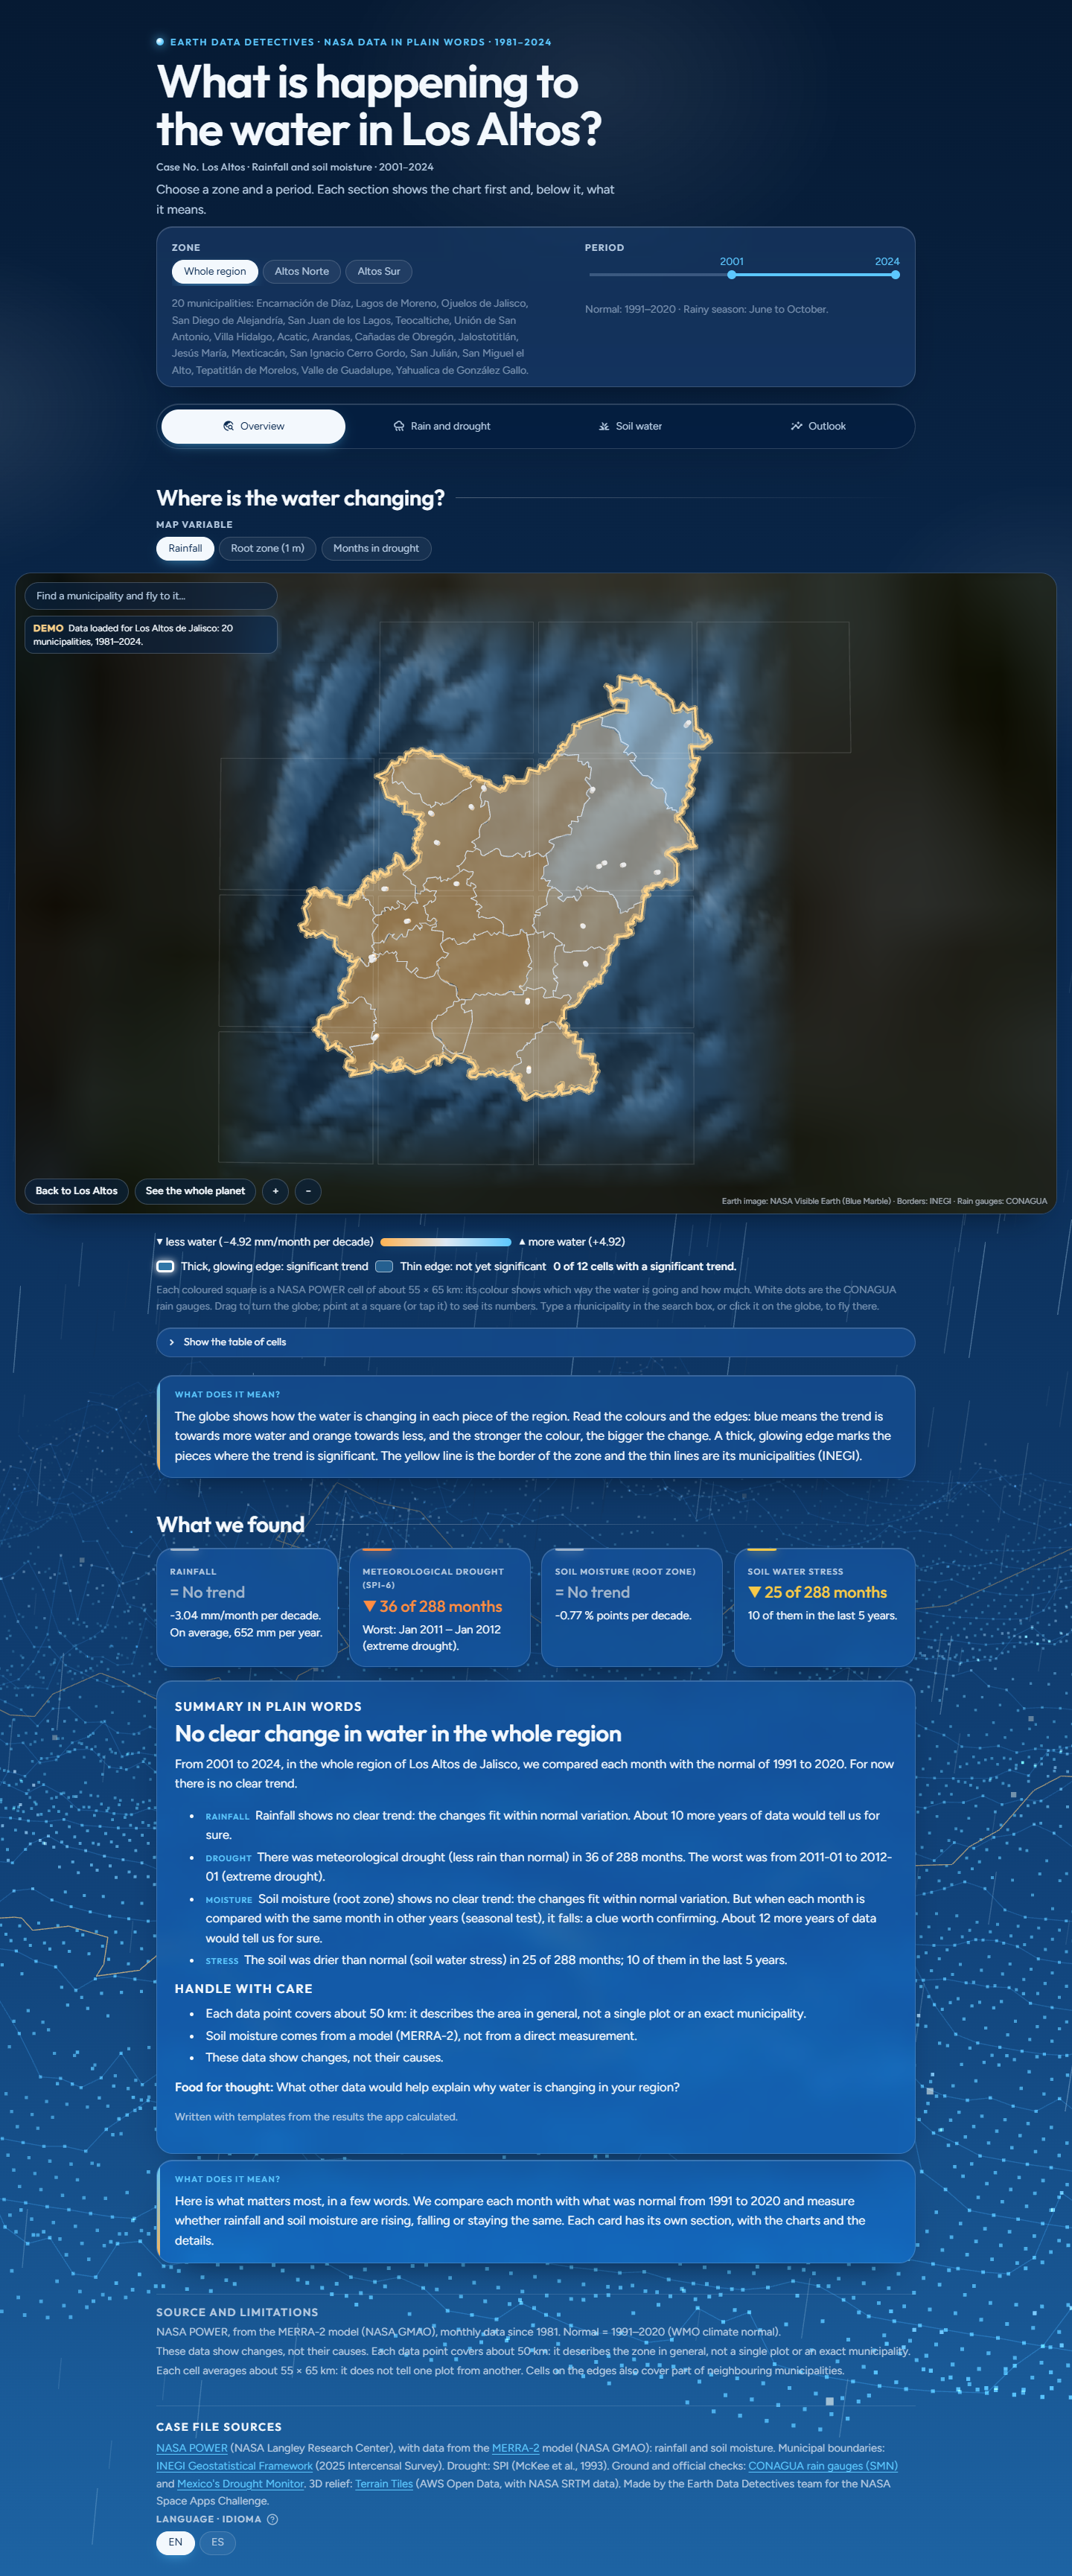 EARTH DATA DETECTIVES · NASA DATA IN PLAIN WORDS · 1981–2024
What is happening to
the water in Los Altos?
Case No. Los Altos · Rainfall and soil moisture · 2001–2024
Choose a zone and a period. Each section shows the chart first and, below it, what
it means.
ZONE
Whole region
Altos Norte
Altos Sur
20 municipalities: Encarnación de Díaz, Lagos de Moreno, Ojuelos de Jalisco,
San Diego de Alejandría, San Juan de los Lagos, Teocaltiche, Unión de San
Antonio, Villa Hidalgo, Acatic, Arandas, Cañadas de Obregón, Jalostotitlán,
Jesús María, Mexticacán, San Ignacio Cerro Gordo, San Julián, San Miguel el
Alto, Tepatitlán de Morelos, Valle de Guadalupe, Yahualica de González Gallo.
PERIOD
2001
2024
Normal: 1991–2020 · Rainy season: June to October.
Overview
Rain and drought
Soil water
Outlook
Where is the water changing?
MAP VARIABLE
Rainfall
Root zone (1 m)
Months in drought
Find a municipality and fly to it...
DEMO Data loaded for Los Altos de Jalisco: 20
municipalities, 1981–2024.
Back to Los Altos
See the whole planet
+
−
Earth image: NASA Visible Earth (Blue Marble) · Borders: INEGI · Rain gauges: CONAGUA
▼ less water (−4.92 mm/month per decade)
▲ more water (+4.92)
Thick, glowing edge: significant trend
Thin edge: not yet significant
0 of 12 cells with a significant trend.
Each coloured square is a NASA POWER cell of about 55 × 65 km: its colour shows which way the water is going and how much. White dots are the CONAGUA
rain gauges. Drag to turn the globe; point at a square (or tap it) to see its numbers. Type a municipality in the search box, or click it on the globe, to fly there.
Show the table of cells
WHAT DOES IT MEAN?
The globe shows how the water is changing in each piece of the region. Read the colours and the edges: blue means the trend is
towards more water and orange towards less, and the stronger the colour, the bigger the change. A thick, glowing edge marks the
pieces where the trend is significant. The yellow line is the border of the zone and the thin lines are its municipalities (INEGI).
What we found
RAINFALL
= No trend
-3.04 mm/month per decade.
On average, 652 mm per year.
METEOROLOGICAL DROUGHT
(SPI-6)
▼ 36 of 288 months
Worst: Jan 2011 – Jan 2012
(extreme drought).
SOIL MOISTURE (ROOT ZONE)
= No trend
-0.77 % points per decade.
SOIL WATER STRESS
▼ 25 of 288 months
10 of them in the last 5 years.
SUMMARY IN PLAIN WORDS
No clear change in water in the whole region
From 2001 to 2024, in the whole region of Los Altos de Jalisco, we compared each month with the normal of 1991 to 2020. For now
there is no clear trend.
RAINFALL Rainfall shows no clear trend: the changes fit within normal variation. About 10 more years of data would tell us for
sure.
DROUGHT There was meteorological drought (less rain than normal) in 36 of 288 months. The worst was from 2011-01 to 2012-
01 (extreme drought).
MOISTURE Soil moisture (root zone) shows no clear trend: the changes fit within normal variation. But when each month is
compared with the same month in other years (seasonal test), it falls: a clue worth confirming. About 12 more years of data
would tell us for sure.
STRESS The soil was drier than normal (soil water stress) in 25 of 288 months; 10 of them in the last 5 years.
HANDLE WITH CARE
Each data point covers about 50 km: it describes the area in general, not a single plot or an exact municipality.
Soil moisture comes from a model (MERRA-2), not from a direct measurement.
These data show changes, not their causes.
Food for thought: What other data would help explain why water is changing in your region?
Written with templates from the results the app calculated.
WHAT DOES IT MEAN?
Here is what matters most, in a few words. We compare each month with what was normal from 1991 to 2020 and measure
whether rainfall and soil moisture are rising, falling or staying the same. Each card has its own section, with the charts and the
details.
SOURCE AND LIMITATIONS
NASA POWER, from the MERRA-2 model (NASA GMAO), monthly data since 1981. Normal = 1991–2020 (WMO climate normal).
These data show changes, not their causes. Each data point covers about 50 km: it describes the zone in general, not a single plot or an exact municipality.
Each cell averages about 55 × 65 km: it does not tell one plot from another. Cells on the edges also cover part of neighbouring municipalities.
CASE FILE SOURCES
NASA POWER (NASA Langley Research Center), with data from the MERRA-2 model (NASA GMAO): rainfall and soil moisture. Municipal boundaries:
INEGI Geostatistical Framework (2025 Intercensal Survey). Drought: SPI (McKee et al., 1993). Ground and official checks: CONAGUA rain gauges (SMN)
and Mexico's Drought Monitor. 3D relief: Terrain Tiles (AWS Open Data, with NASA SRTM data). Made by the Earth Data Detectives team for the NASA
Space Apps Challenge.
LANGUAGE · IDIOMA ?
EN
ES